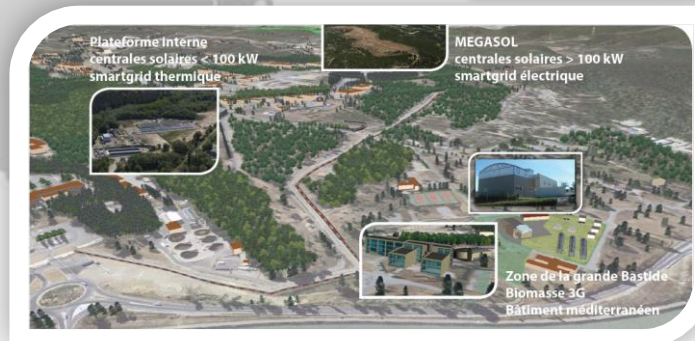 Plateforme Interne
centrales solaires < 100 kW
smartgrid thermique
MEGASOL
centrales solaires > 100 kW
smartgrid électrique
Zone de la grande Bastide
Biomasse 3G
Bâtiment méditerranéen